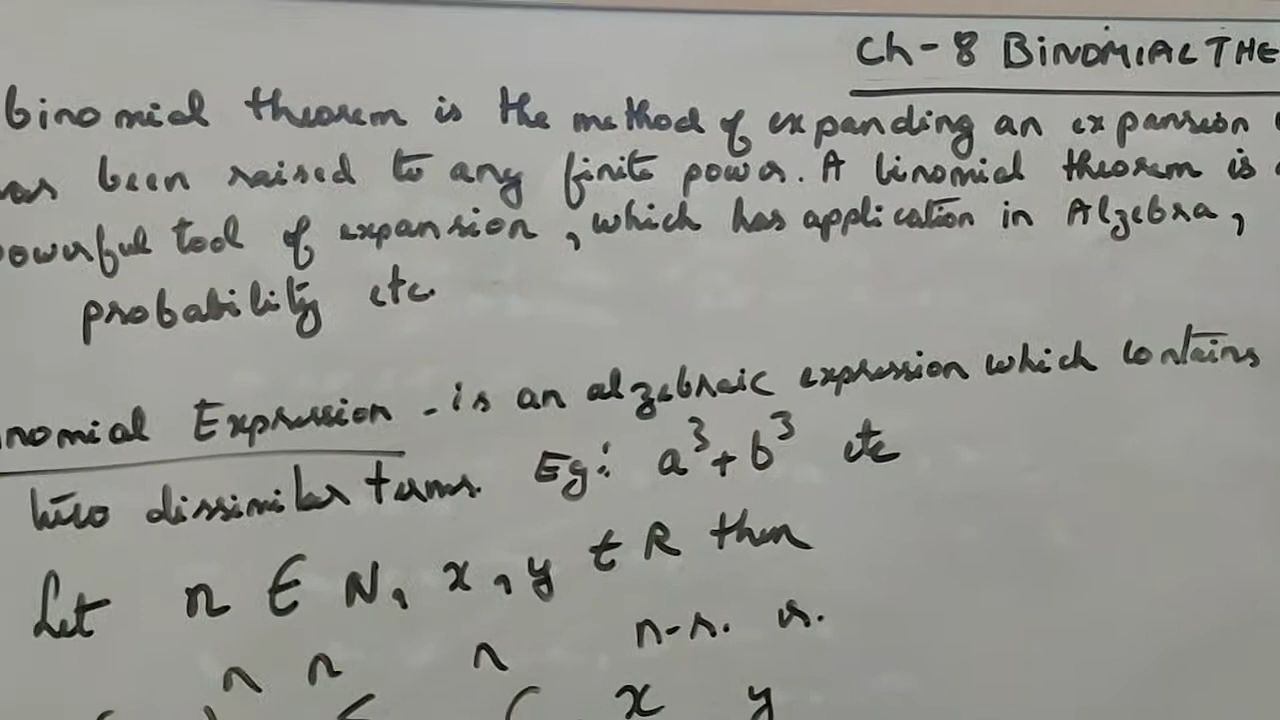 Ch-8 BINOMIAL THE
binomial theorem is the method of expanding an expansion
been raised to any finite power. A binomial theorem is
powerful tool of expansion, which has application in Algebra,
probability etc.
nomial Expression - is an algebraic expression which contains
two dissimilar terms. Eg: a³+b³ etc
Let n ∈ N, x, y ∈ R then
n n n n-r. r.
x y